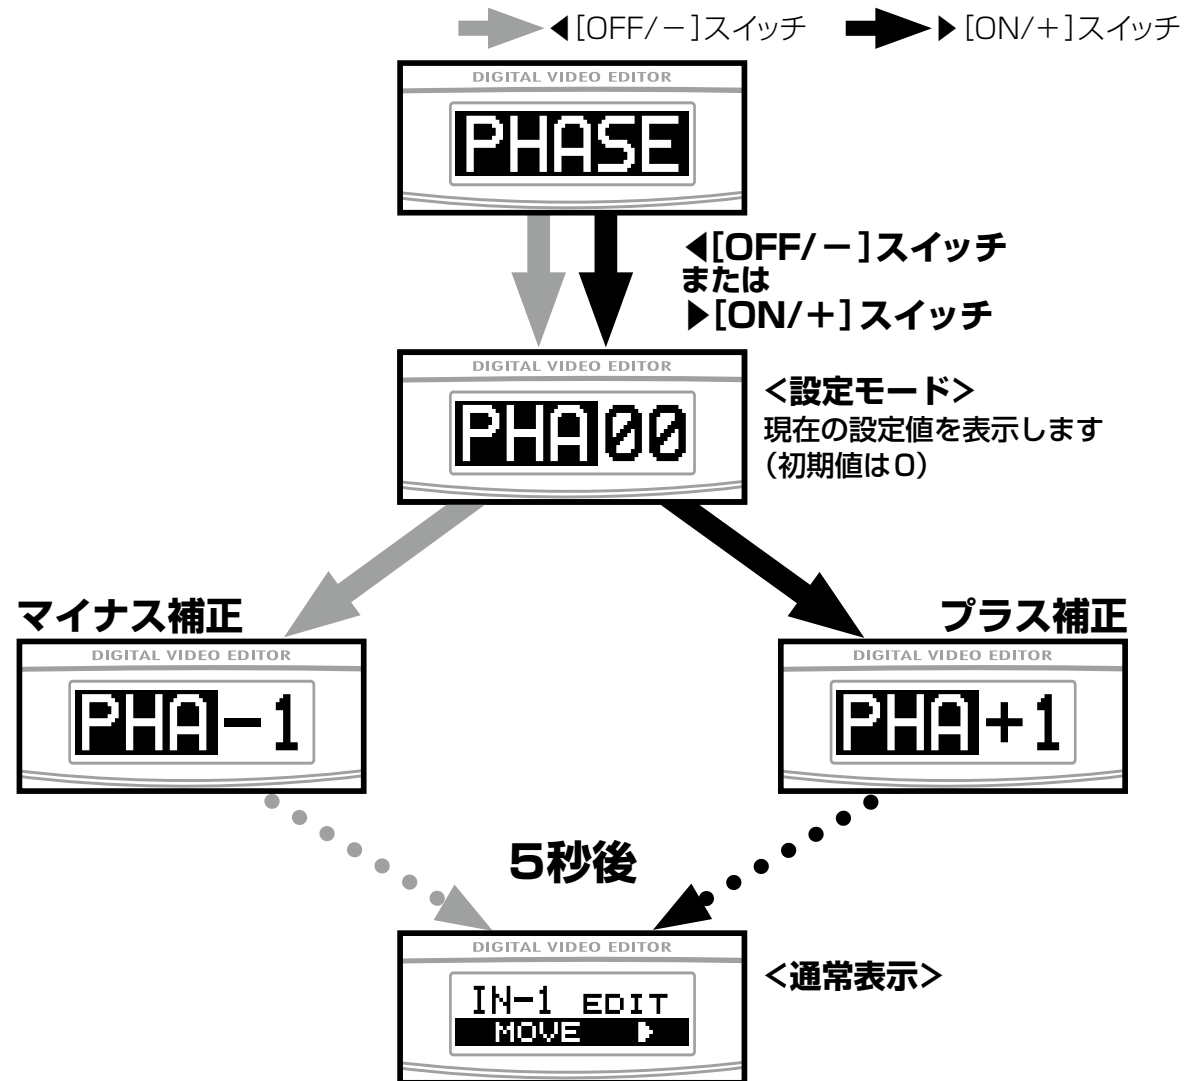 ◀[OFF/－]スイッチ ▶[ON/＋]スイッチ
DIGITAL VIDEO EDITOR
PHASE
◀[OFF/－]スイッチ
または
▶[ON/＋]スイッチ
DIGITAL VIDEO EDITOR
PHA00
＜設定モード＞
現在の設定値を表示します
（初期値は0）
マイナス補正
DIGITAL VIDEO EDITOR
PHA-1
プラス補正
DIGITAL VIDEO EDITOR
PHA+1
5秒後
DIGITAL VIDEO EDITOR
IN-1 EDIT
MOVE ▶
＜通常表示＞